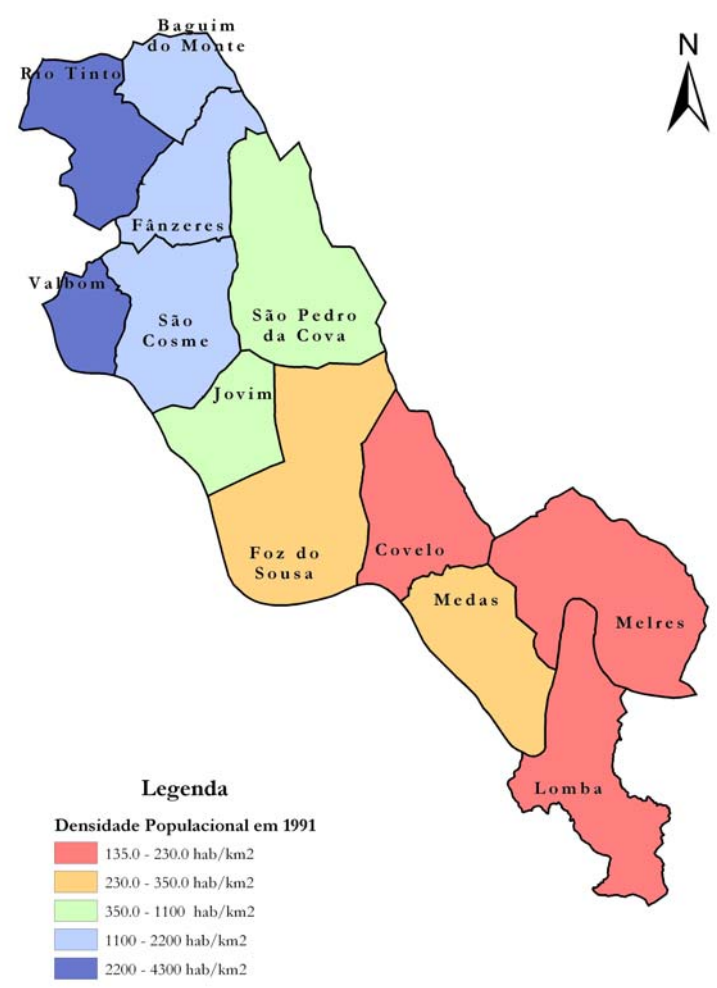 Baguim
do Monte
N
Rio Tinto
Fânzeres
Valbom
São
Cosme
São Pedro
da Cova
Jovim
Foz do
Sousa
Covelo
Medas
Melres
Lomba
Legenda
Densidade Populacional em 1991
135.0 - 230.0 hab/km2
230.0 - 350.0 hab/km2
350.0 - 1100 hab/km2
1100 - 2200 hab/km2
2200 - 4300 hab/km2